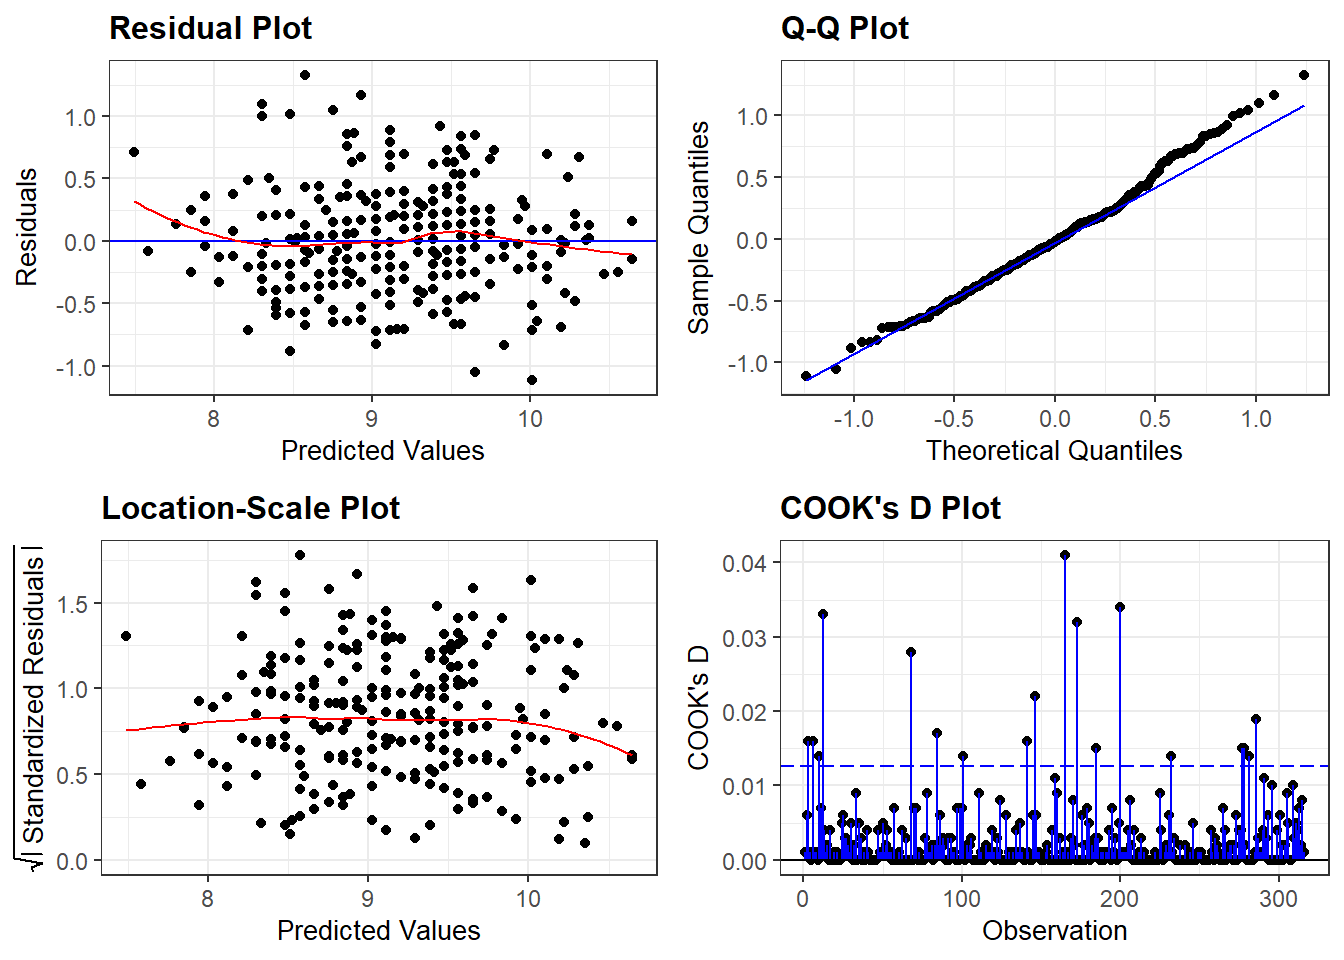 Residual Plot
1.0
0.5
0.0
-0.5
-1.0
Residuals
8 9 10
Predicted Values
Q-Q Plot
1.0
0.5
0.0
-0.5
-1.0
Sample Quantiles
-1.0 -0.5 0.0 0.5 1.0
Theoretical Quantiles
Location-Scale Plot
1.5
1.0
0.5
0.0
√| Standardized Residuals |
8 9 10
Predicted Values
COOK's D Plot
0.04
0.03
0.02
0.01
0.00
COOK's D
0 100 200 300
Observation